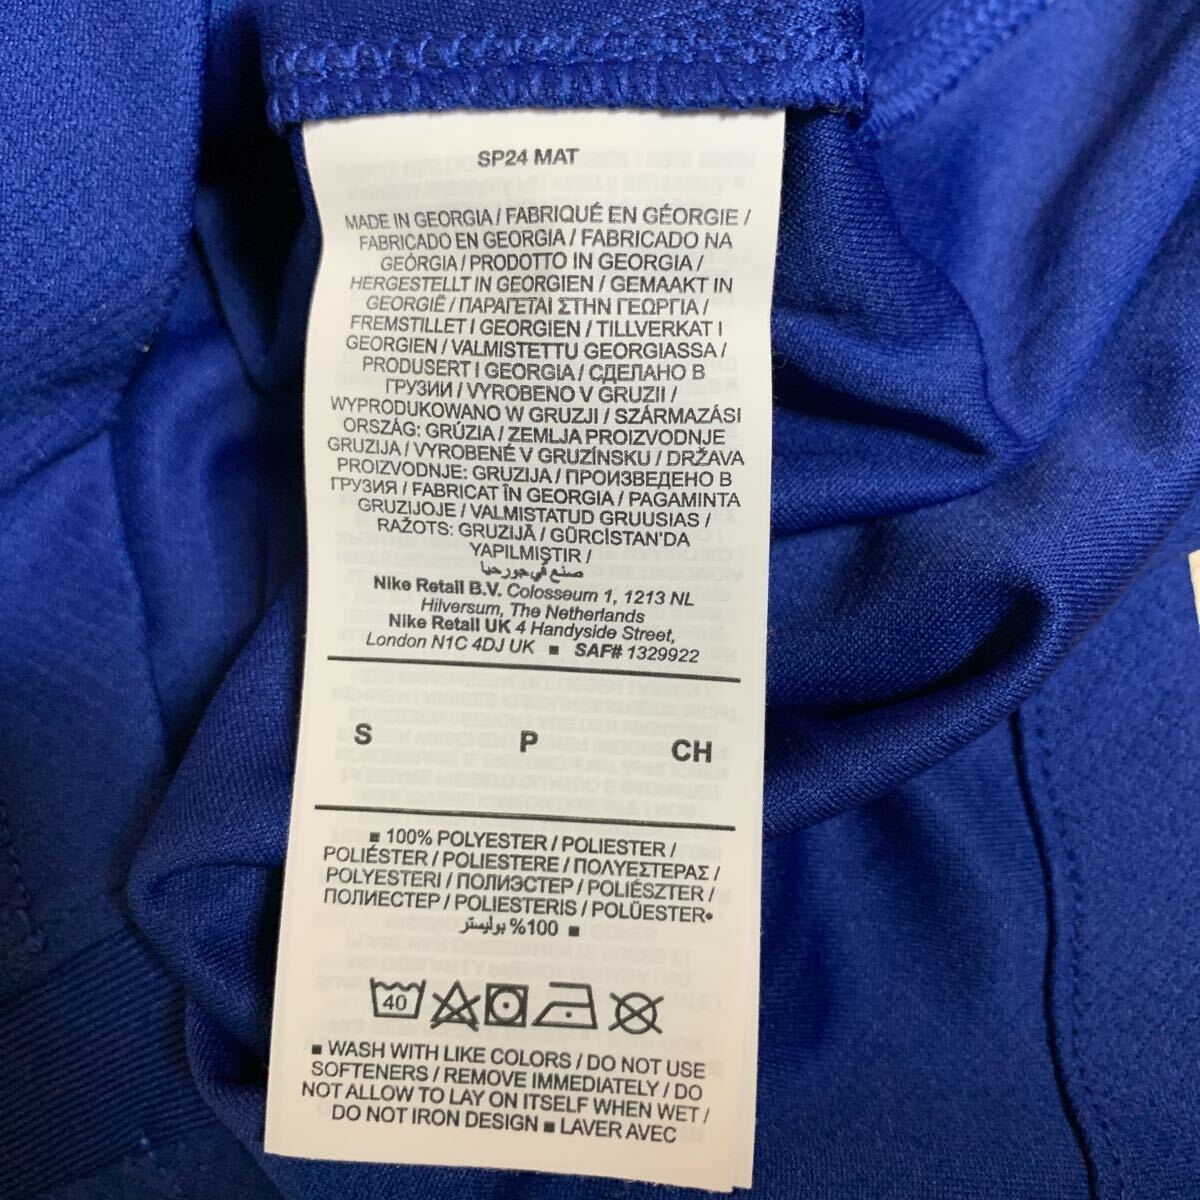 SP24 MAT
MADE IN GEORGIA / FABRIQUÉ EN GÉORGIE /
FABRICADO EN GEORGIA / FABRICADO NA
GEÓRGIA / PRODOTTO IN GEORGIA /
HERGESTELLT IN GEORGIEN / GEMAAKT IN
GEORGIË / ΠΑΡΑΓΕΤΑΙ ΣΤΗΝ ΓΕΩΡΓΙΑ /
FREMSTILLET I GEORGIEN / TILLVERKAT I
GEORGIEN / VALMISTETTU GEORGIASSA /
PRODUSERT I GEORGIA / СДЕЛАНО В
ГРУЗИИ / VYROBENO V GRUZII /
WYPRODUKOWANO W GRUZJI / SZÁRMAZÁSI
ORSZÁG: GRÚZIA / ZEMLJA PROIZVODNJE
GRUZIJA / VYROBENÉ V GRUZÍNSKU / DRŽAVA
PROIZVODNJE: GRUZIJA / ПРОИЗВЕДЕНО В
ГРУЗИЯ / FABRICAT ÎN GEORGIA / PAGAMINTA
GRUZIJOJE / VALMISTATUD GRUUSIAS /
RAŽOTS: GRUZIJĀ / GÜRCİSTAN'DA
YAPILMIŞTIR /
صنع في جورجيا
Nike Retail B.V. Colosseum 1, 1213 NL
Hilversum, The Netherlands
Nike Retail UK 4 Handyside Street,
London N1C 4DJ UK ■ SAF# 1329922
S P CH
■ 100% POLYESTER / POLIESTER /
POLIÉSTER / POLIESTERE / ΠΟΛΥΕΣΤΕΡΑΣ /
POLYESTERI / ПОЛИЭСТЕР / POLIÉSZTER /
ПОЛИЕСТЕР / POLIESTERIS / POLÜESTER•
100% بوليستر ■
40
■ WASH WITH LIKE COLORS / DO NOT USE
SOFTENERS / REMOVE IMMEDIATELY / DO
NOT ALLOW TO LAY ON ITSELF WHEN WET /
DO NOT IRON DESIGN ■ LAVER AVEC